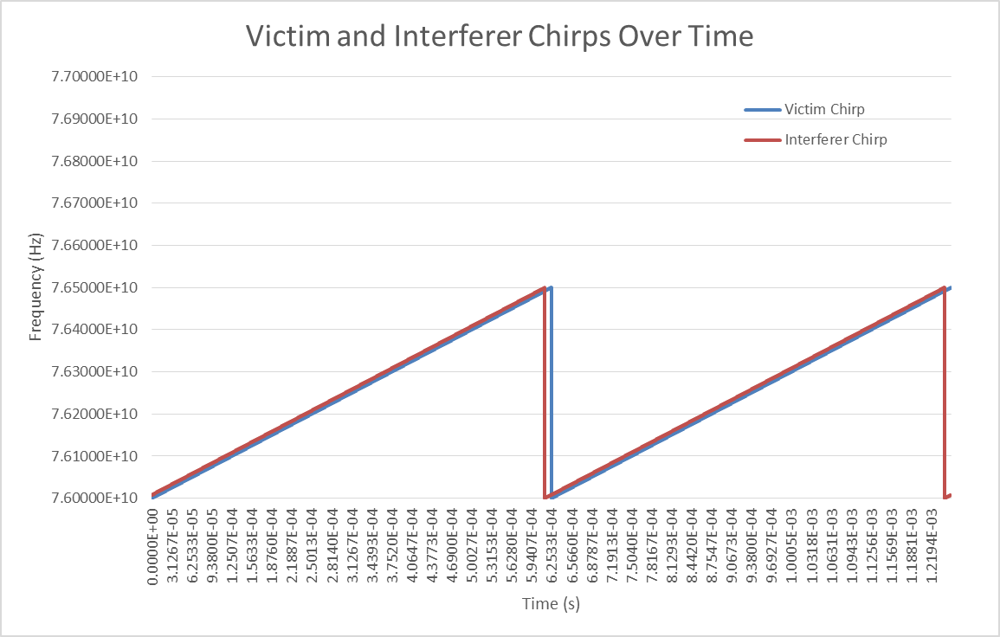 Victim and Interferer Chirps Over Time
7.70000E+10
7.69000E+10
7.68000E+10
7.67000E+10
7.66000E+10
7.65000E+10
7.64000E+10
7.63000E+10
7.62000E+10
7.61000E+10
7.60000E+10
Frequency (Hz)
Victim Chirp
Interferer Chirp
0.0000E+00
3.1267E-05
6.2533E-05
9.3800E-05
1.2507E-04
1.5633E-04
1.8760E-04
2.1887E-04
2.5013E-04
2.8140E-04
3.1267E-04
3.4393E-04
3.7520E-04
4.0647E-04
4.3773E-04
4.6900E-04
5.0027E-04
5.3153E-04
5.6280E-04
5.9407E-04
6.2533E-04
6.5660E-04
6.8787E-04
7.1913E-04
7.5040E-04
7.8167E-04
8.1293E-04
8.4420E-04
8.7547E-04
9.0673E-04
9.3800E-04
9.6927E-04
1.0005E-03
1.0318E-03
1.0631E-03
1.0943E-03
1.1256E-03
1.1569E-03
1.1881E-03
1.2194E-03
Time (s)